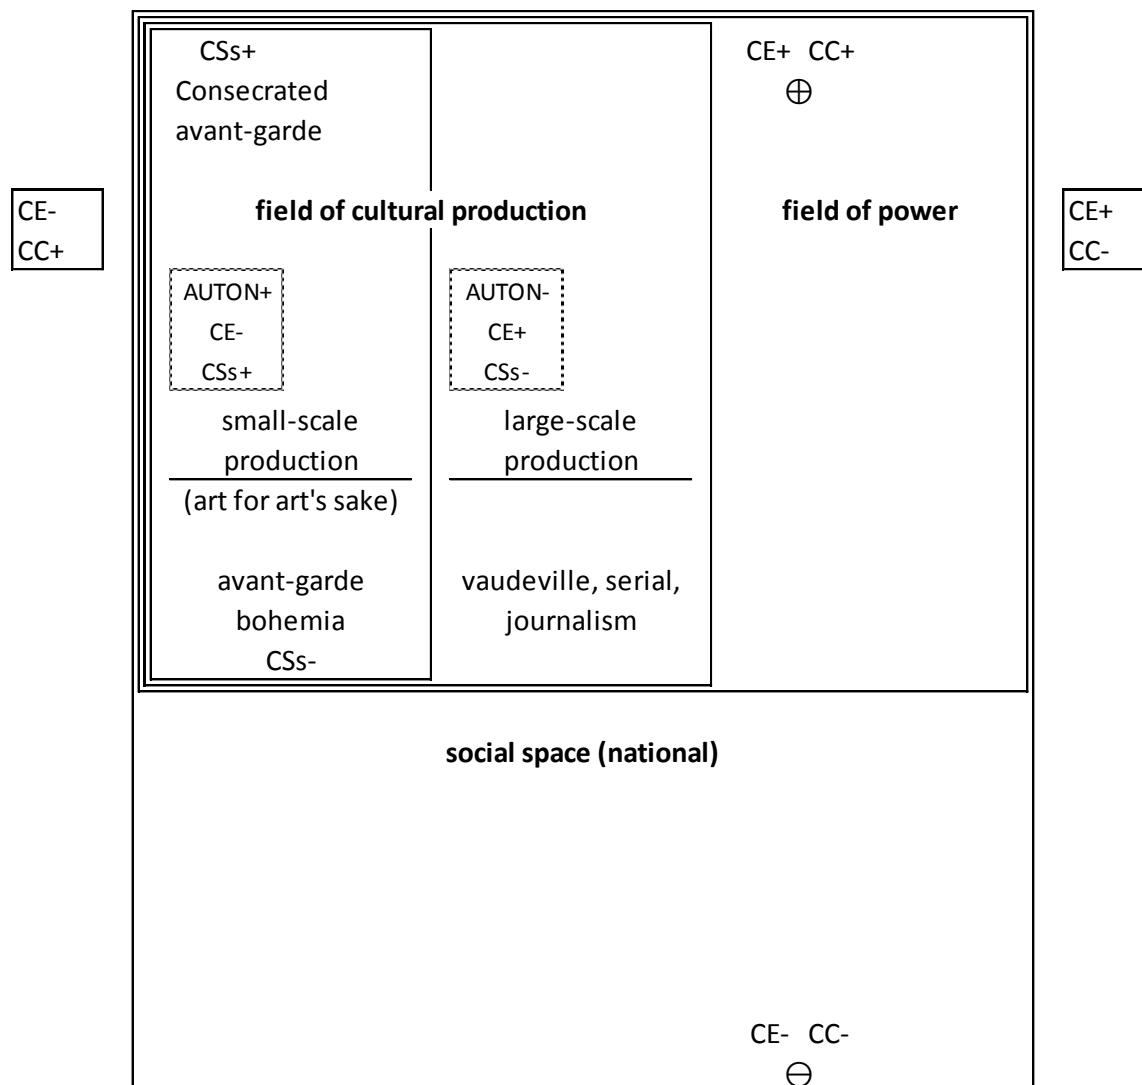 CSs+
CE+ CC+
Consecrated
⊕
avant-garde
CE-
CC+
field of cultural production
field of power
CE+
CC-
AUTON+
CE-
CSs+
AUTON-
CE+
CSs-
small-scale
production
(art for art's sake)
large-scale
production
avant-garde
bohemia
CSs-
vaudeville, serial,
journalism
social space (national)
CE- CC-
⊖